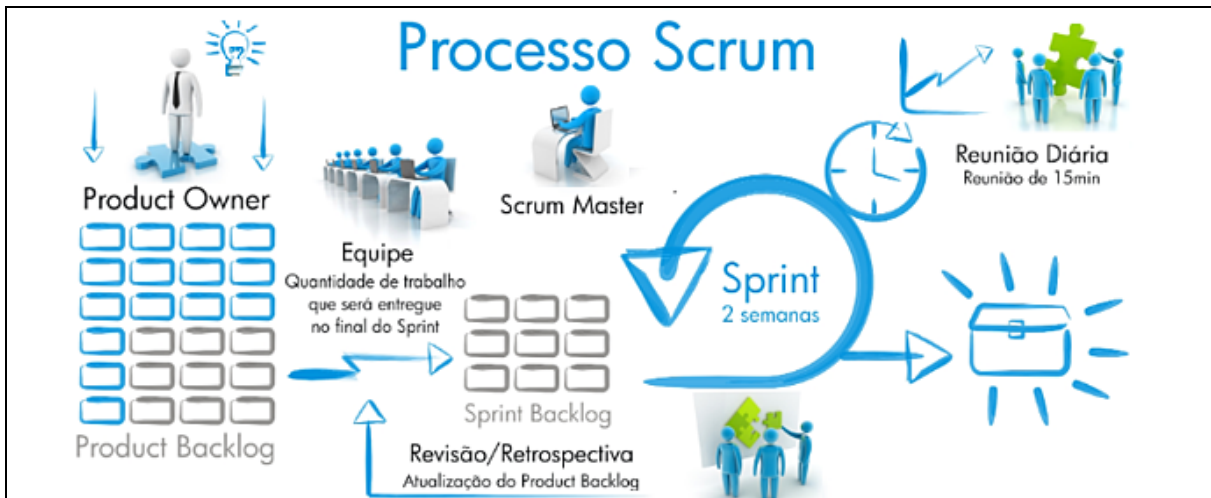 Processo Scrum
Product Owner
Product Backlog
Equipe
Quantidade de trabalho
que será entregue
no final do Sprint
Scrum Master
Sprint Backlog
Revisão/Retrospectiva
Atualização do Product Backlog
Sprint
2 semanas
Reunião Diária
Reunião de 15min